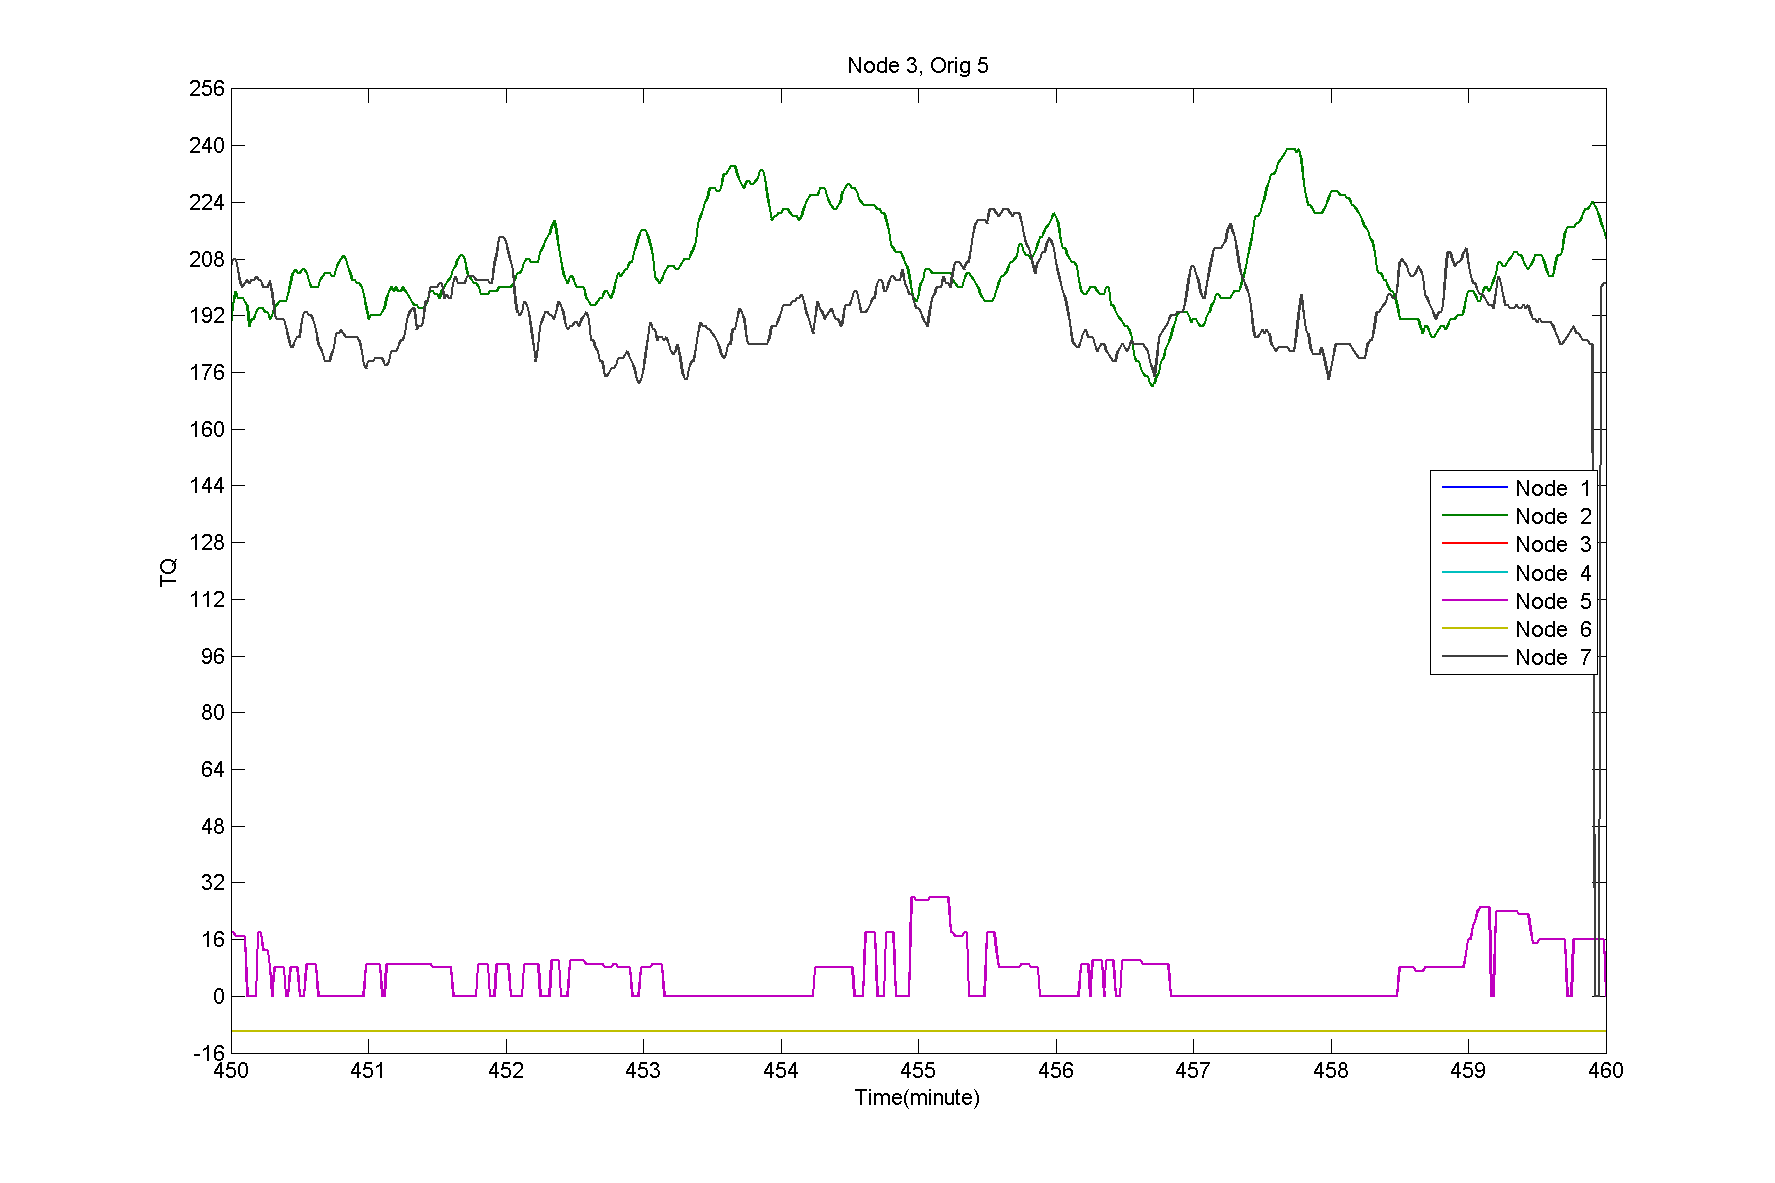 Node 3, Orig 5
256
240
224
208
192
176
160
144
128
112
96
80
64
48
32
16
0
-16
TQ
Node 1
Node 2
Node 3
Node 4
Node 5
Node 6
Node 7
450 451 452 453 454 455 456 457 458 459 460
Time(minute)